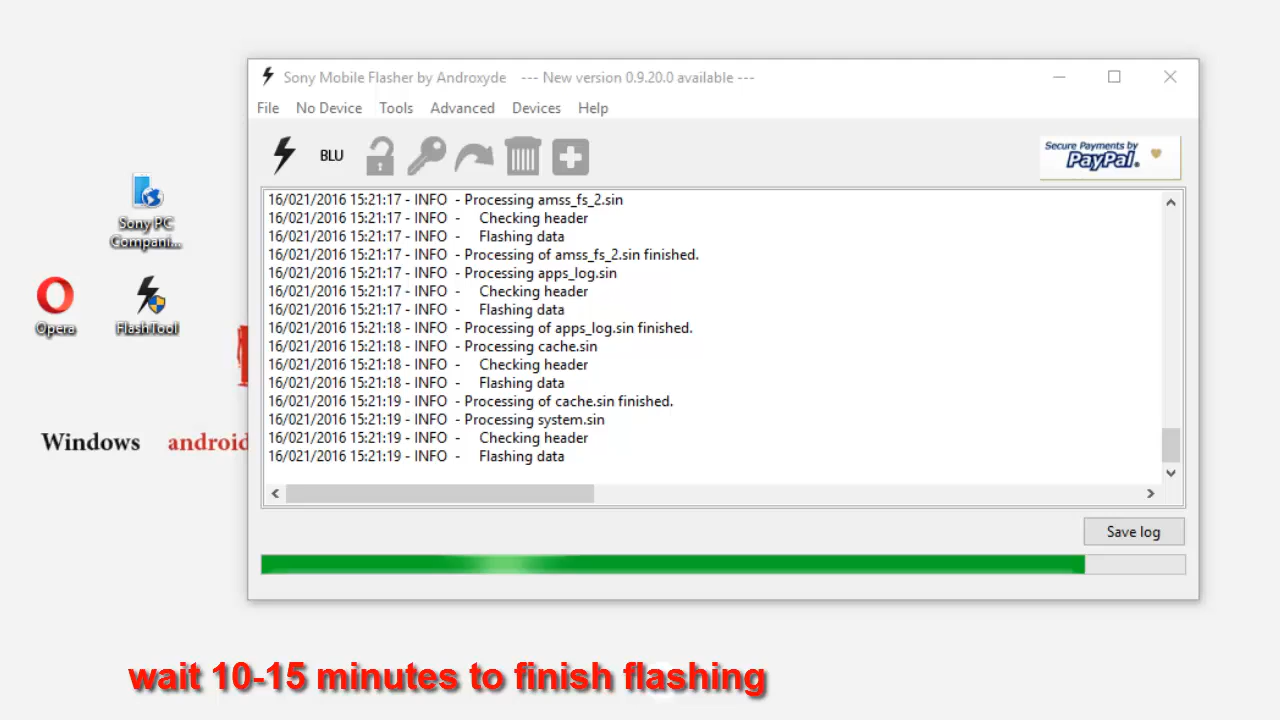 Sony Mobile Flasher by Androxyde --- New version 0.9.20.0 available ---
File No Device Tools Advanced Devices Help
BLU
Secure Payments by
PayPal.
16/021/2016 15:21:17 - INFO - Processing amss_fs_2.sin
16/021/2016 15:21:17 - INFO - Checking header
16/021/2016 15:21:17 - INFO - Flashing data
16/021/2016 15:21:17 - INFO - Processing of amss_fs_2.sin finished.
16/021/2016 15:21:17 - INFO - Processing apps_log.sin
16/021/2016 15:21:17 - INFO - Checking header
16/021/2016 15:21:17 - INFO - Flashing data
16/021/2016 15:21:18 - INFO - Processing of apps_log.sin finished.
16/021/2016 15:21:18 - INFO - Processing cache.sin
16/021/2016 15:21:18 - INFO - Checking header
16/021/2016 15:21:18 - INFO - Flashing data
16/021/2016 15:21:19 - INFO - Processing of cache.sin finished.
16/021/2016 15:21:19 - INFO - Processing system.sin
16/021/2016 15:21:19 - INFO - Checking header
16/021/2016 15:21:19 - INFO - Flashing data
Save log
Sony PC
Compani...
Opera
FlashTool
Windows android
wait 10-15 minutes to finish flashing